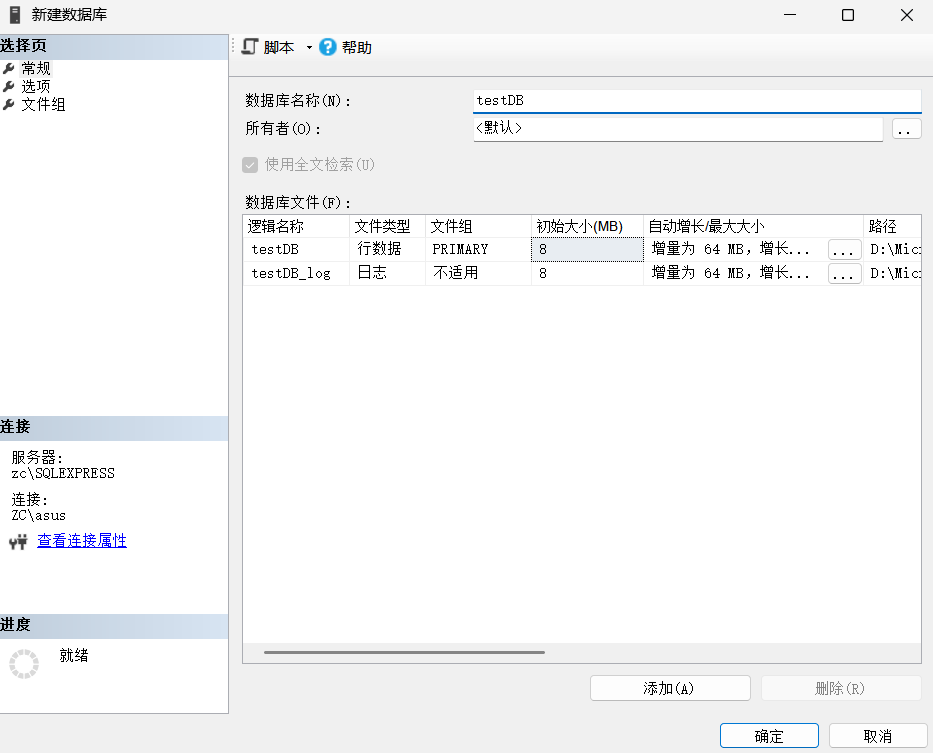 新建数据库
选择页
常规
选项
文件组
脚本 帮助
数据库名称(N): testDB
所有者(O): <默认> ..
使用全文检索(U)
数据库文件(F):
逻辑名称 文件类型 文件组 初始大小(MB) 自动增长/最大大小 路径
testDB 行数据 PRIMARY 8 增量为 64 MB，增长... ... D:\Mic
testDB_log 日志 不适用 8 增量为 64 MB，增长... ... D:\Mic
连接
服务器:
zc\SQLEXPRESS
连接:
ZC\asus
查看连接属性
进度
就绪
添加(A) 删除(R)
确定 取消